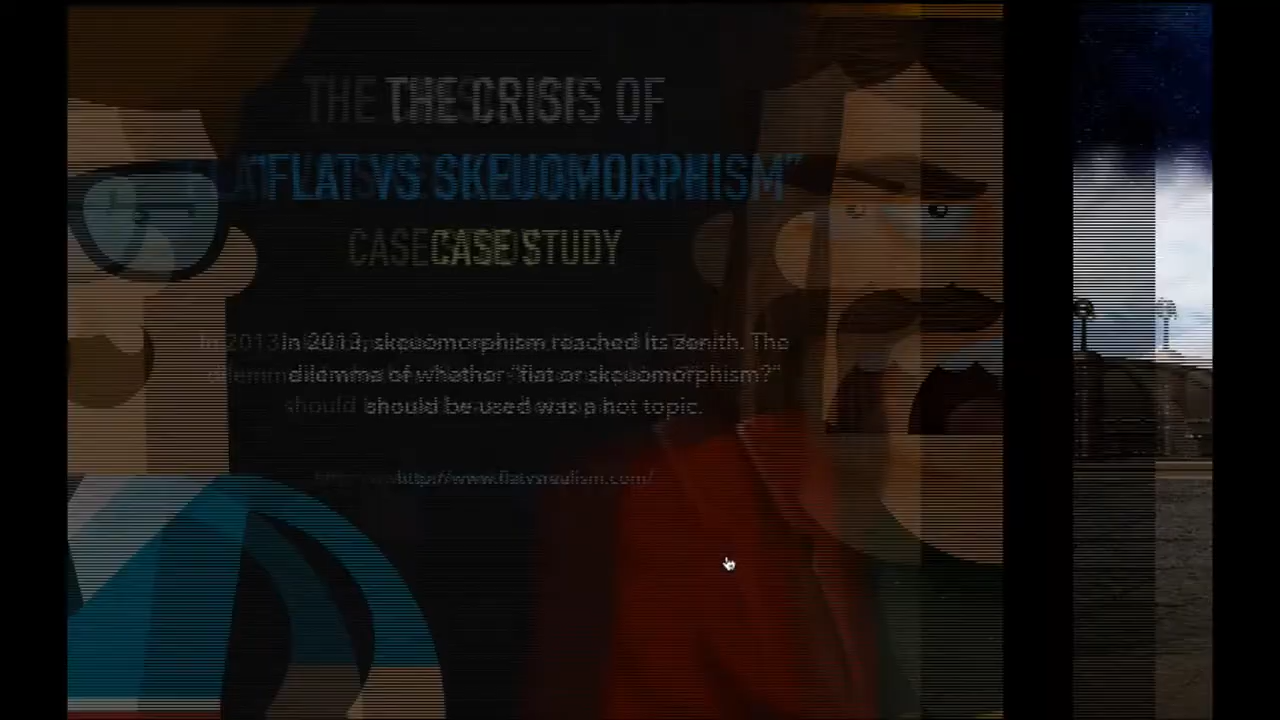 THE CRISIS OF
"FLAT VS SKEUOMORPHISM"
CASE STUDY
In 2013, skeuomorphism reached its zenith. The
dilemma of whether "flat or skeuomorphism?"
should be used was a hot topic.
http://www.flatvsrealism.com/